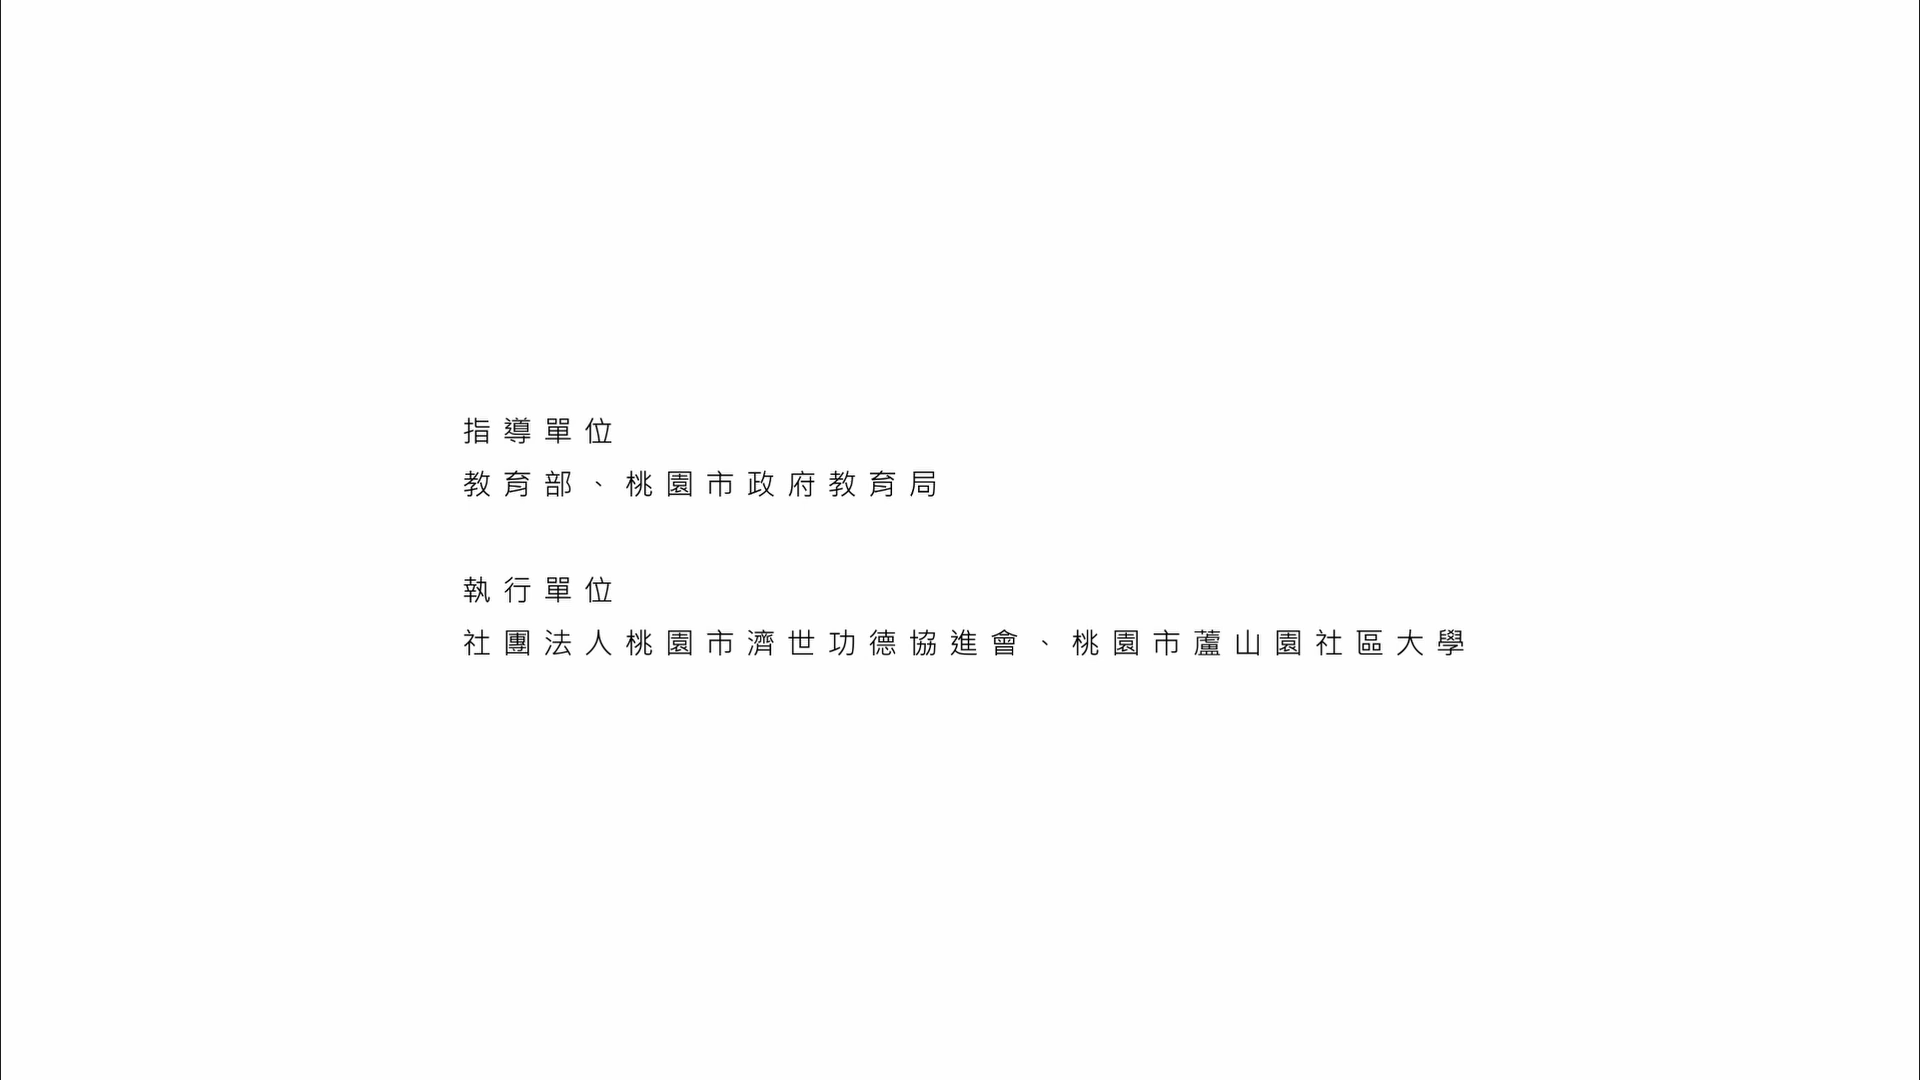 指導單位
教育部、桃園市政府教育局
執行單位
社團法人桃園市濟世功德協進會、桃園市蘆山園社區大學